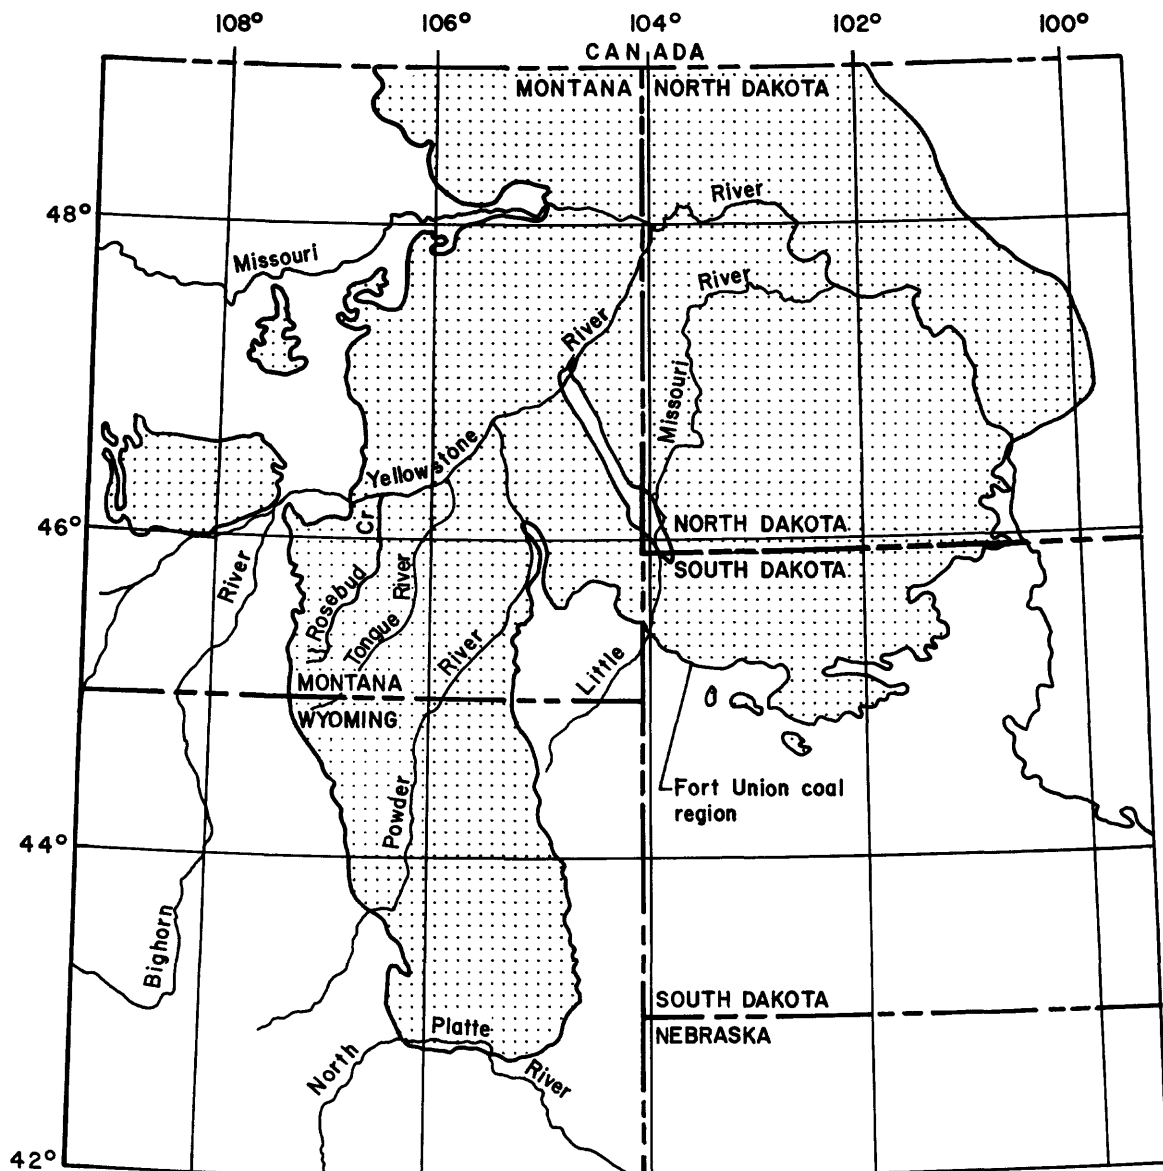 108° 106° 104° 102° 100°
CANADA
MONTANA NORTH DAKOTA
River
48°
Missouri
River
River
Missouri
Yellowstone
Cr
NORTH DAKOTA
46°
SOUTH DAKOTA
River
Rosebud
River
Tongue
River
Little
MONTANA
WYOMING
Fort Union coal
region
Powder
44°
Bighorn
SOUTH DAKOTA
Platte
NEBRASKA
North
River
42°